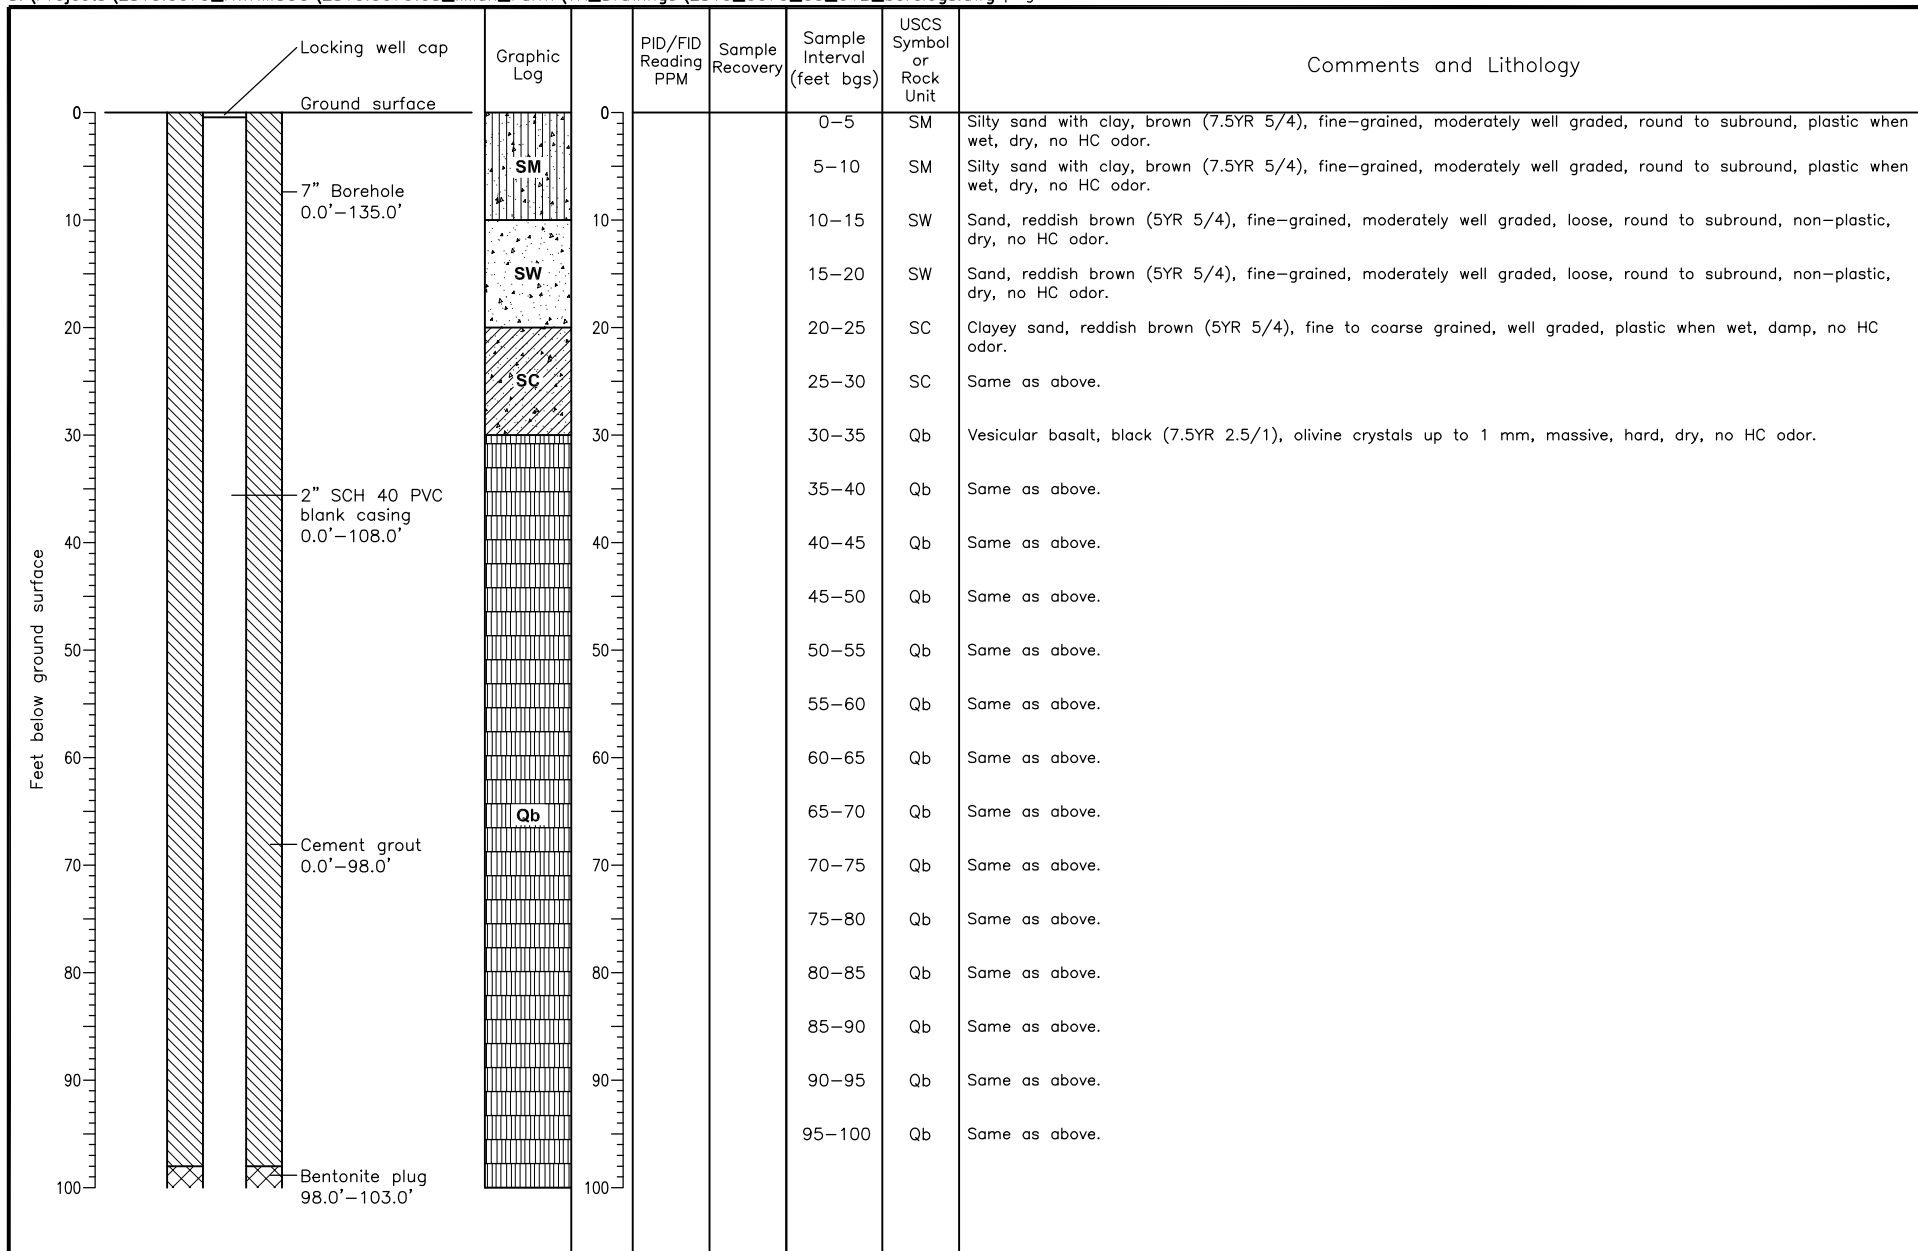 Locking well cap
Ground surface
7" Borehole
0.0'-135.0'
2" SCH 40 PVC
blank casing
0.0'-108.0'
Cement grout
0.0'-98.0'
Bentonite plug
98.0'-103.0'
Feet below ground surface
0
10
20
30
40
50
60
70
80
90
100
Graphic
Log
SM
SW
SC
Qb
0
10
20
30
40
50
60
70
80
90
100
PID/FID
Reading
PPM
Sample
Recovery
Sample
Interval
(feet bgs)
USCS
Symbol
or
Rock
Unit
Comments and Lithology
0-5 SM Silty sand with clay, brown (7.5YR 5/4), fine-grained, moderately well graded, round to subround, plastic when
wet, dry, no HC odor.
5-10 SM Silty sand with clay, brown (7.5YR 5/4), fine-grained, moderately well graded, round to subround, plastic when
wet, dry, no HC odor.
10-15 SW Sand, reddish brown (5YR 5/4), fine-grained, moderately well graded, loose, round to subround, non-plastic,
dry, no HC odor.
15-20 SW Sand, reddish brown (5YR 5/4), fine-grained, moderately well graded, loose, round to subround, non-plastic,
dry, no HC odor.
20-25 SC Clayey sand, reddish brown (5YR 5/4), fine to coarse grained, well graded, plastic when wet, damp, no HC
odor.
25-30 SC Same as above.
30-35 Qb Vesicular basalt, black (7.5YR 2.5/1), olivine crystals up to 1 mm, massive, hard, dry, no HC odor.
35-40 Qb Same as above.
40-45 Qb Same as above.
45-50 Qb Same as above.
50-55 Qb Same as above.
55-60 Qb Same as above.
60-65 Qb Same as above.
65-70 Qb Same as above.
70-75 Qb Same as above.
75-80 Qb Same as above.
80-85 Qb Same as above.
85-90 Qb Same as above.
90-95 Qb Same as above.
95-100 Qb Same as above.